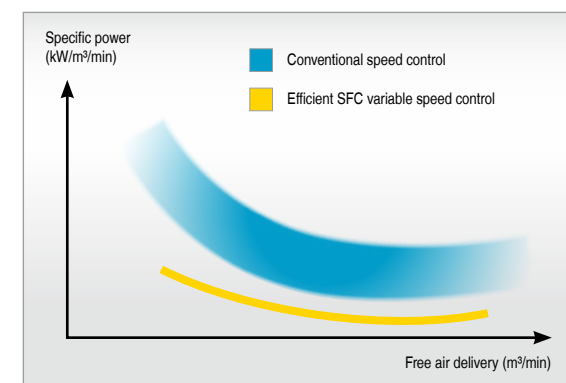 Specific power
(kW/m³/min)
Conventional speed control
Efficient SFC variable speed control
Free air delivery (m³/min)